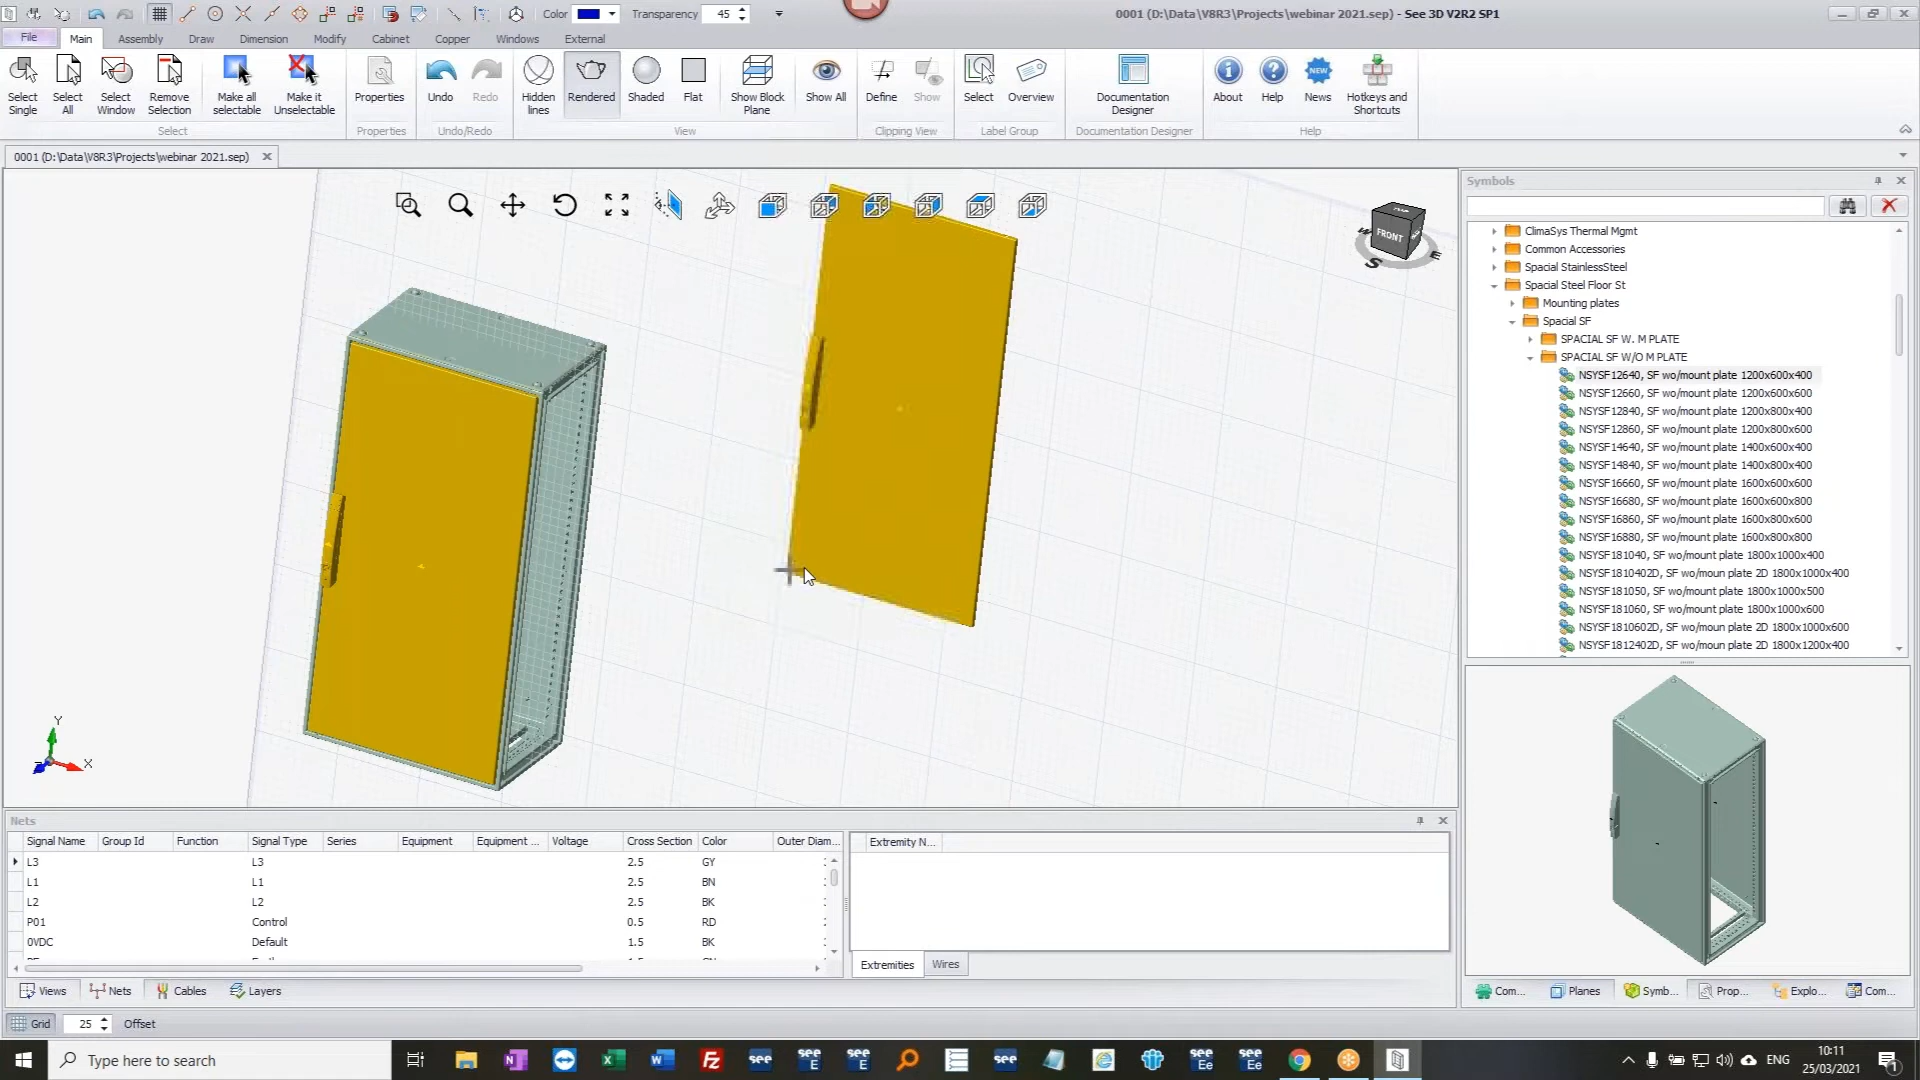 Color
Transparency 45
0001 (D:\Data\V8R3\Projects\webinar 2021.sep) - See 3D V2R2 SP1
File Main Assembly Draw Dimension Modify Cabinet Copper Windows External
Select Single
Select All
Select Window
Remove Selection
Make all selectable
Make it Unselectable
Properties
Undo
Redo
Hidden lines
Rendered
Shaded
Flat
Show Block Plane
Show All
Define
Show
Select
Overview
Documentation Designer
About
Help
NEW
News
Hotkeys and Shortcuts
Select Properties Undo/Redo View Clipping View Label Group Documentation Designer Help
0001 (D:\Data\V8R3\Projects\webinar 2021.sep)
Symbols
FRONT
W
S
E
ClimaSys Thermal Mgmt
Common Accessories
Spacial StainlessSteel
Spacial Steel Floor St
Mounting plates
Spacial SF
SPACIAL SF W. M PLATE
SPACIAL SF W/O M PLATE
NSYSF12640, SF wo/mount plate 1200x600x400
NSYSF12660, SF wo/mount plate 1200x600x600
NSYSF12840, SF wo/mount plate 1200x800x400
NSYSF12860, SF wo/mount plate 1200x800x600
NSYSF14640, SF wo/mount plate 1400x600x400
NSYSF14840, SF wo/mount plate 1400x800x400
NSYSF16660, SF wo/mount plate 1600x600x600
NSYSF16680, SF wo/mount plate 1600x600x800
NSYSF16860, SF wo/mount plate 1600x800x600
NSYSF16880, SF wo/mount plate 1600x800x800
NSYSF181040, SF wo/mount plate 1800x1000x400
NSYSF1810402D, SF wo/moun plate 2D 1800x1000x400
NSYSF181050, SF wo/mount plate 1800x1000x500
NSYSF181060, SF wo/mount plate 1800x1000x600
NSYSF1810602D, SF wo/moun plate 2D 1800x1000x600
NSYSF1812402D, SF wo/moun plate 2D 1800x1200x400
Y
X
Nets
Signal Name Group Id Function Signal Type Series Equipment Equipment ... Voltage Cross Section Color Outer Diam...
L3 L3 2.5 GY
L1 L1 2.5 BN
L2 L2 2.5 BK
P01 Control 0.5 RD
0VDC Default 1.5 BK
Extremity N...
Extremities Wires
Views Nets Cables Layers
Com... Planes Symb... Prop... Explo... Com...
Grid 25 Offset
Type here to search
see
see E
see E
see
see Ee
see Ee
ENG
10:11
25/03/2021
1